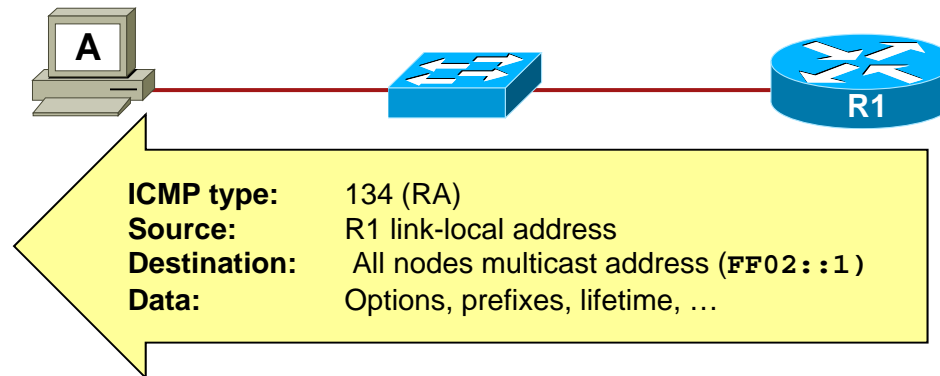 A
R1
ICMP type: 134 (RA)
Source: R1 link-local address
Destination: All nodes multicast address (FF02::1)
Data: Options, prefixes, lifetime, …